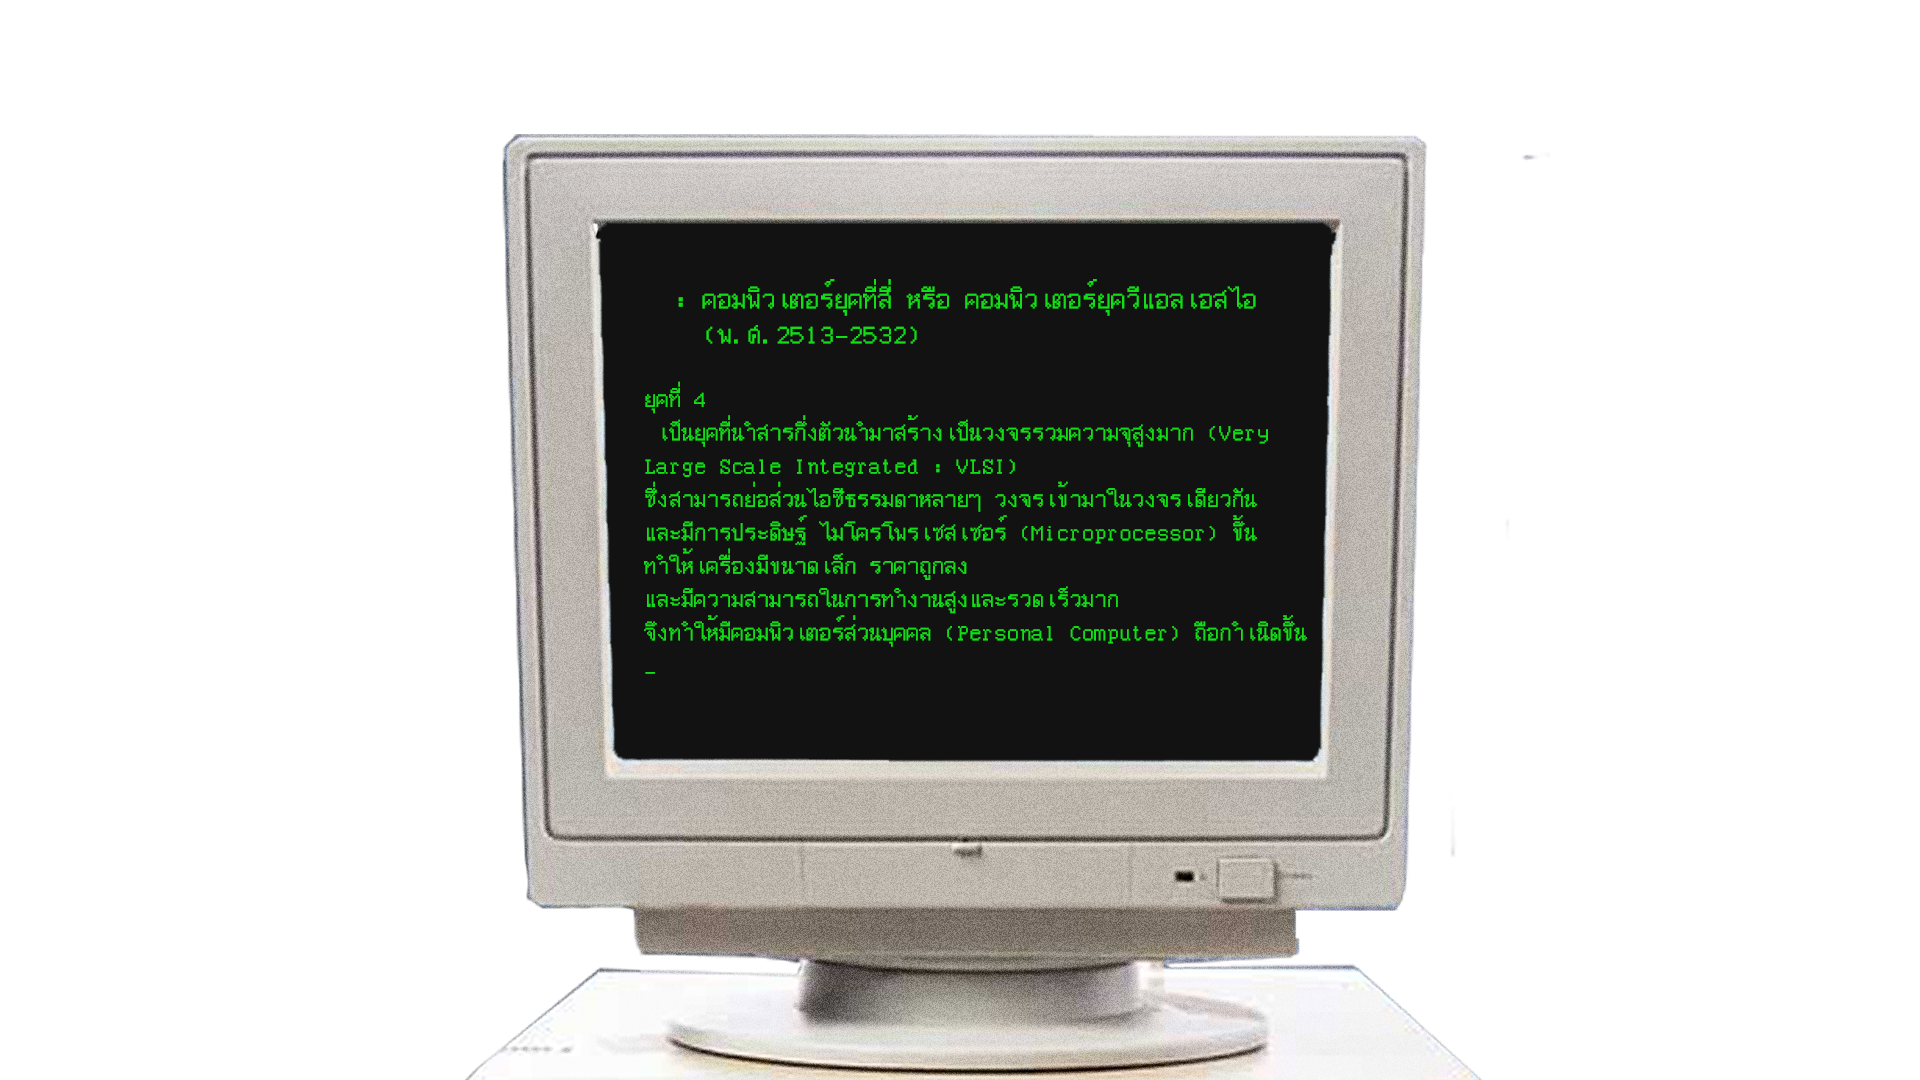 : คอมพิวเตอร์ยุคที่สี่ หรือ คอมพิวเตอร์ยุควีแอลเอสไอ
(พ.ศ.2513-2532)
ยุคที่ 4
เป็นยุคที่นำสารกึ่งตัวนำมาสร้างเป็นวงจรรวมความจุสูงมาก (Very
Large Scale Integrated : VLSI)
ซึ่งสามารถย่อส่วนไอซีธรรมดาหลายๆ วงจรเข้ามาในวงจรเดียวกัน
และมีการประดิษฐ์ ไมโครโพรเซสเซอร์ (Microprocessor) ขึ้น
ทำให้เครื่องมีขนาดเล็ก ราคาถูกลง
และมีความสามารถในการทำงานสูงและรวดเร็วมาก
จึงทำให้มีคอมพิวเตอร์ส่วนบุคคล (Personal Computer) ถือกำเนิดขึ้น
_